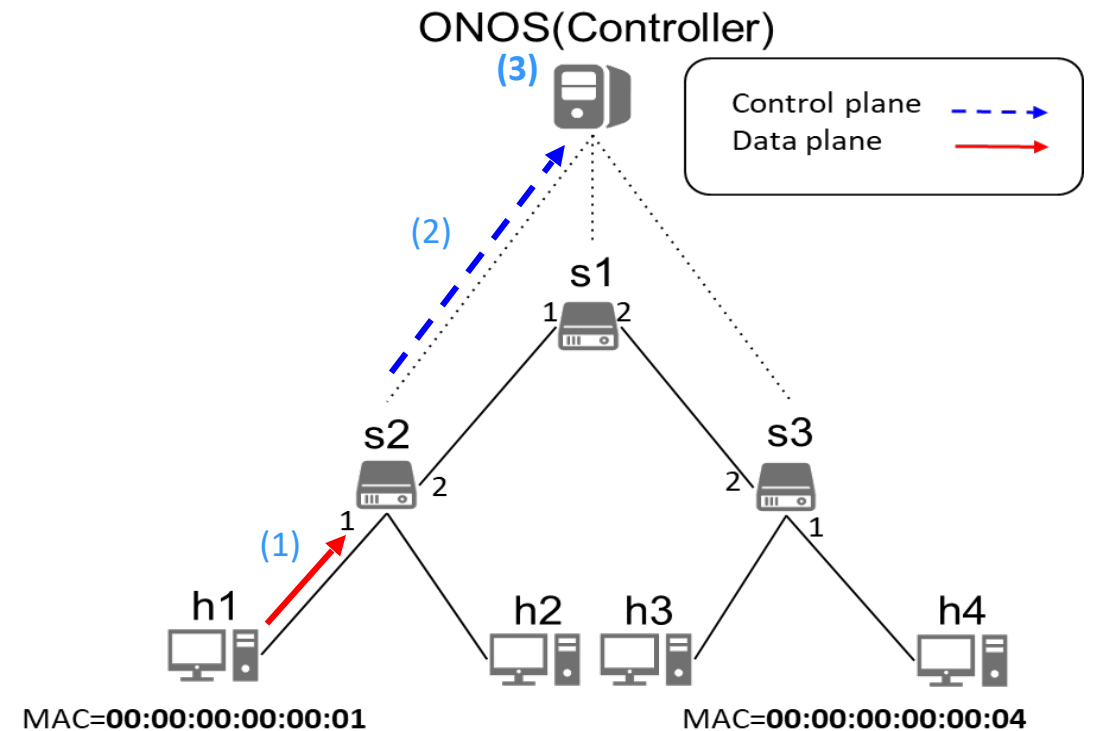 ONOS(Controller)
(3)
Control plane
Data plane
(2)
s1
1
2
s2
s3
2
2
1
1
(1)
h1
h2
h3
h4
MAC=00:00:00:00:00:01
MAC=00:00:00:00:00:04